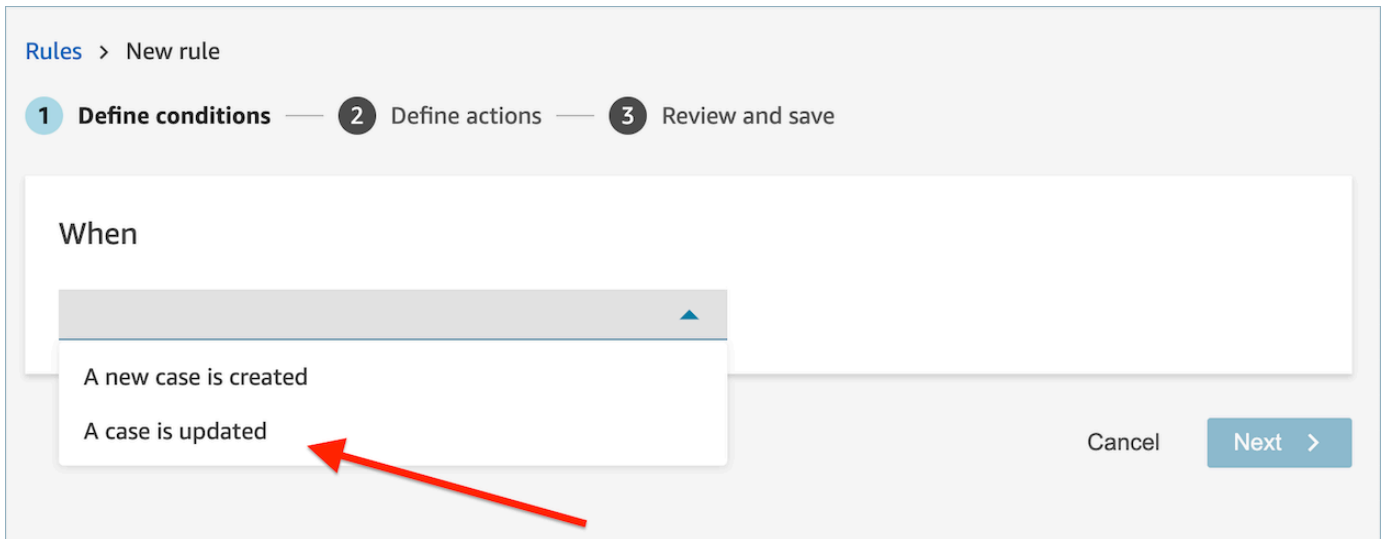 Rules > New rule
1 Define conditions 2 Define actions 3 Review and save
When
A new case is created
A case is updated
Cancel Next >